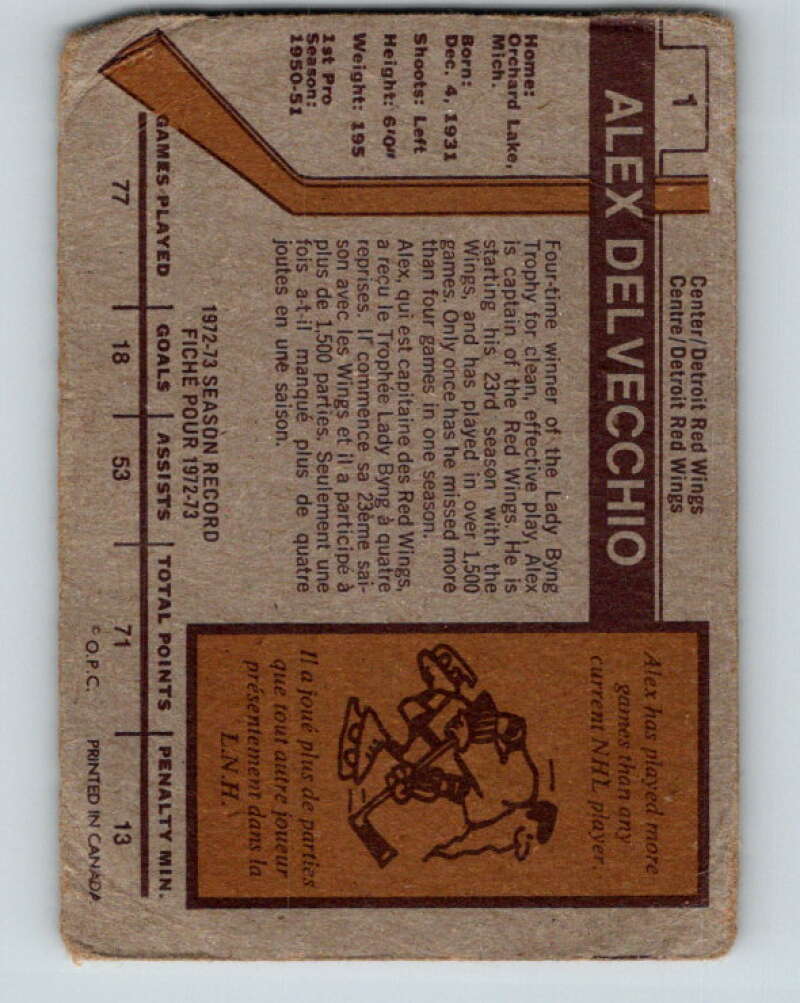 1
Center/Detroit Red Wings
Centre/Detroit Red Wings
ALEX DELVECCHIO
Home:
Orchard Lake,
Mich.
Born:
Dec. 4, 1931
Shoots: Left
Height: 6'0"
Weight: 195
1st Pro
Season:
1950-51
Four-time winner of the Lady Byng
Trophy for clean, effective play, Alex
is captain of the Red Wings. He is
starting his 23rd season with the
Wings, and has played in over 1,500
games. Only once has he missed more
than four games in one season.
Alex, qui est capitaine des Red Wings,
a reçu le Trophée Lady Byng à quatre
reprises. Il commence sa 23ème sai-
son avec les Wings et il a participé à
plus de 1,500 parties. Seulement une
fois a-t-il manqué plus de quatre
joutes en une saison.
Alex has played more
games than any
current NHL player.
Il a joué plus de parties
que tout autre joueur
présentement dans la
L.N.H.
1972-73 SEASON RECORD
FICHE POUR 1972-73
GAMES PLAYED GOALS ASSISTS TOTAL POINTS PENALTY MIN.
77 18 53 71 13
© O.P.C. PRINTED IN CANADA